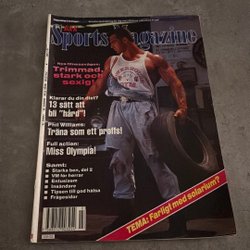 Sports magazine
Trimmad,
stark och
sexig!
Klarar du din diet?
13 sätt att
bli "hård"!
Phil Williams:
Träna som ett proffs!
Full action:
Miss Olympia!
Samt:
• Starka ben, del 2
• VM för herrar
• Insändare
• Tipsen till god hälsa
• Frågesidor
TEMA: Farligt med solarium?